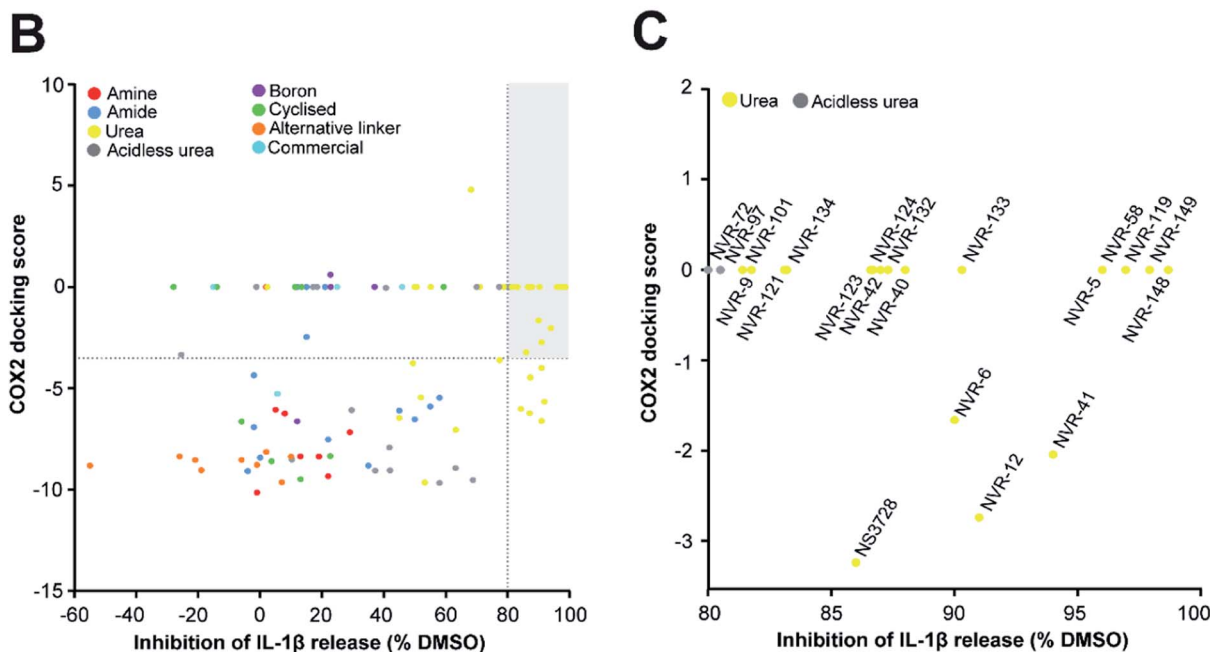 B
10
5
0
-5
-10
-15
COX2 docking score
Amine
Amide
Urea
Acidless urea
Boron
Cyclised
Alternative linker
Commercial
-60 -40 -20 0 20 40 60 80 100
Inhibition of IL-1β release (% DMSO)
C
2
1
0
-1
-2
-3
COX2 docking score
Urea
Acidless urea
NVR-72
NVR-97
NVR-101
NVR-134
NVR-124
NVR-132
NVR-133
NVR-58
NVR-119
NVR-149
NVR-9
NVR-121
NVR-123
NVR-42
NVR-40
NVR-5
NVR-148
NVR-6
NVR-41
NVR-12
NS3728
80 85 90 95 100
Inhibition of IL-1β release (% DMSO)